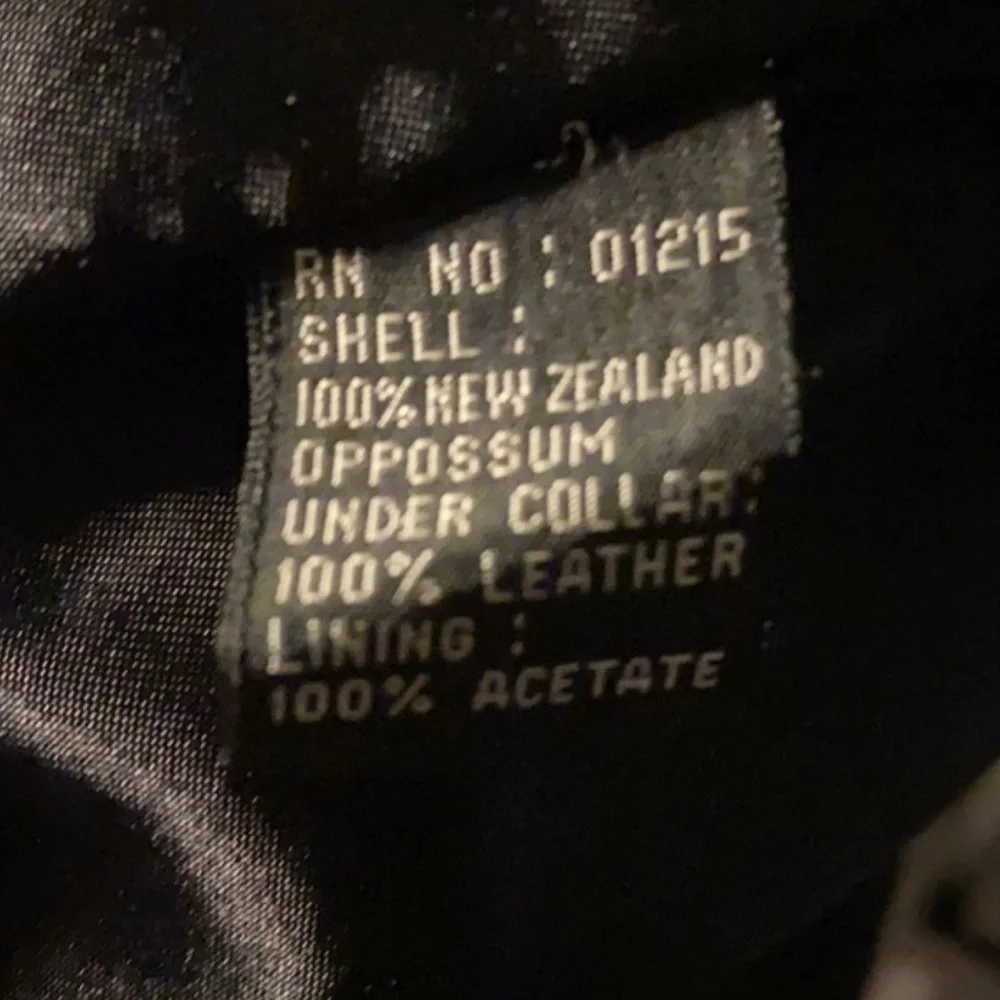 RN NO : 01215
SHELL :
100% NEW ZEALAND
OPPOSSUM
UNDER COLLAR:
100% LEATHER
LINING :
100% ACETATE